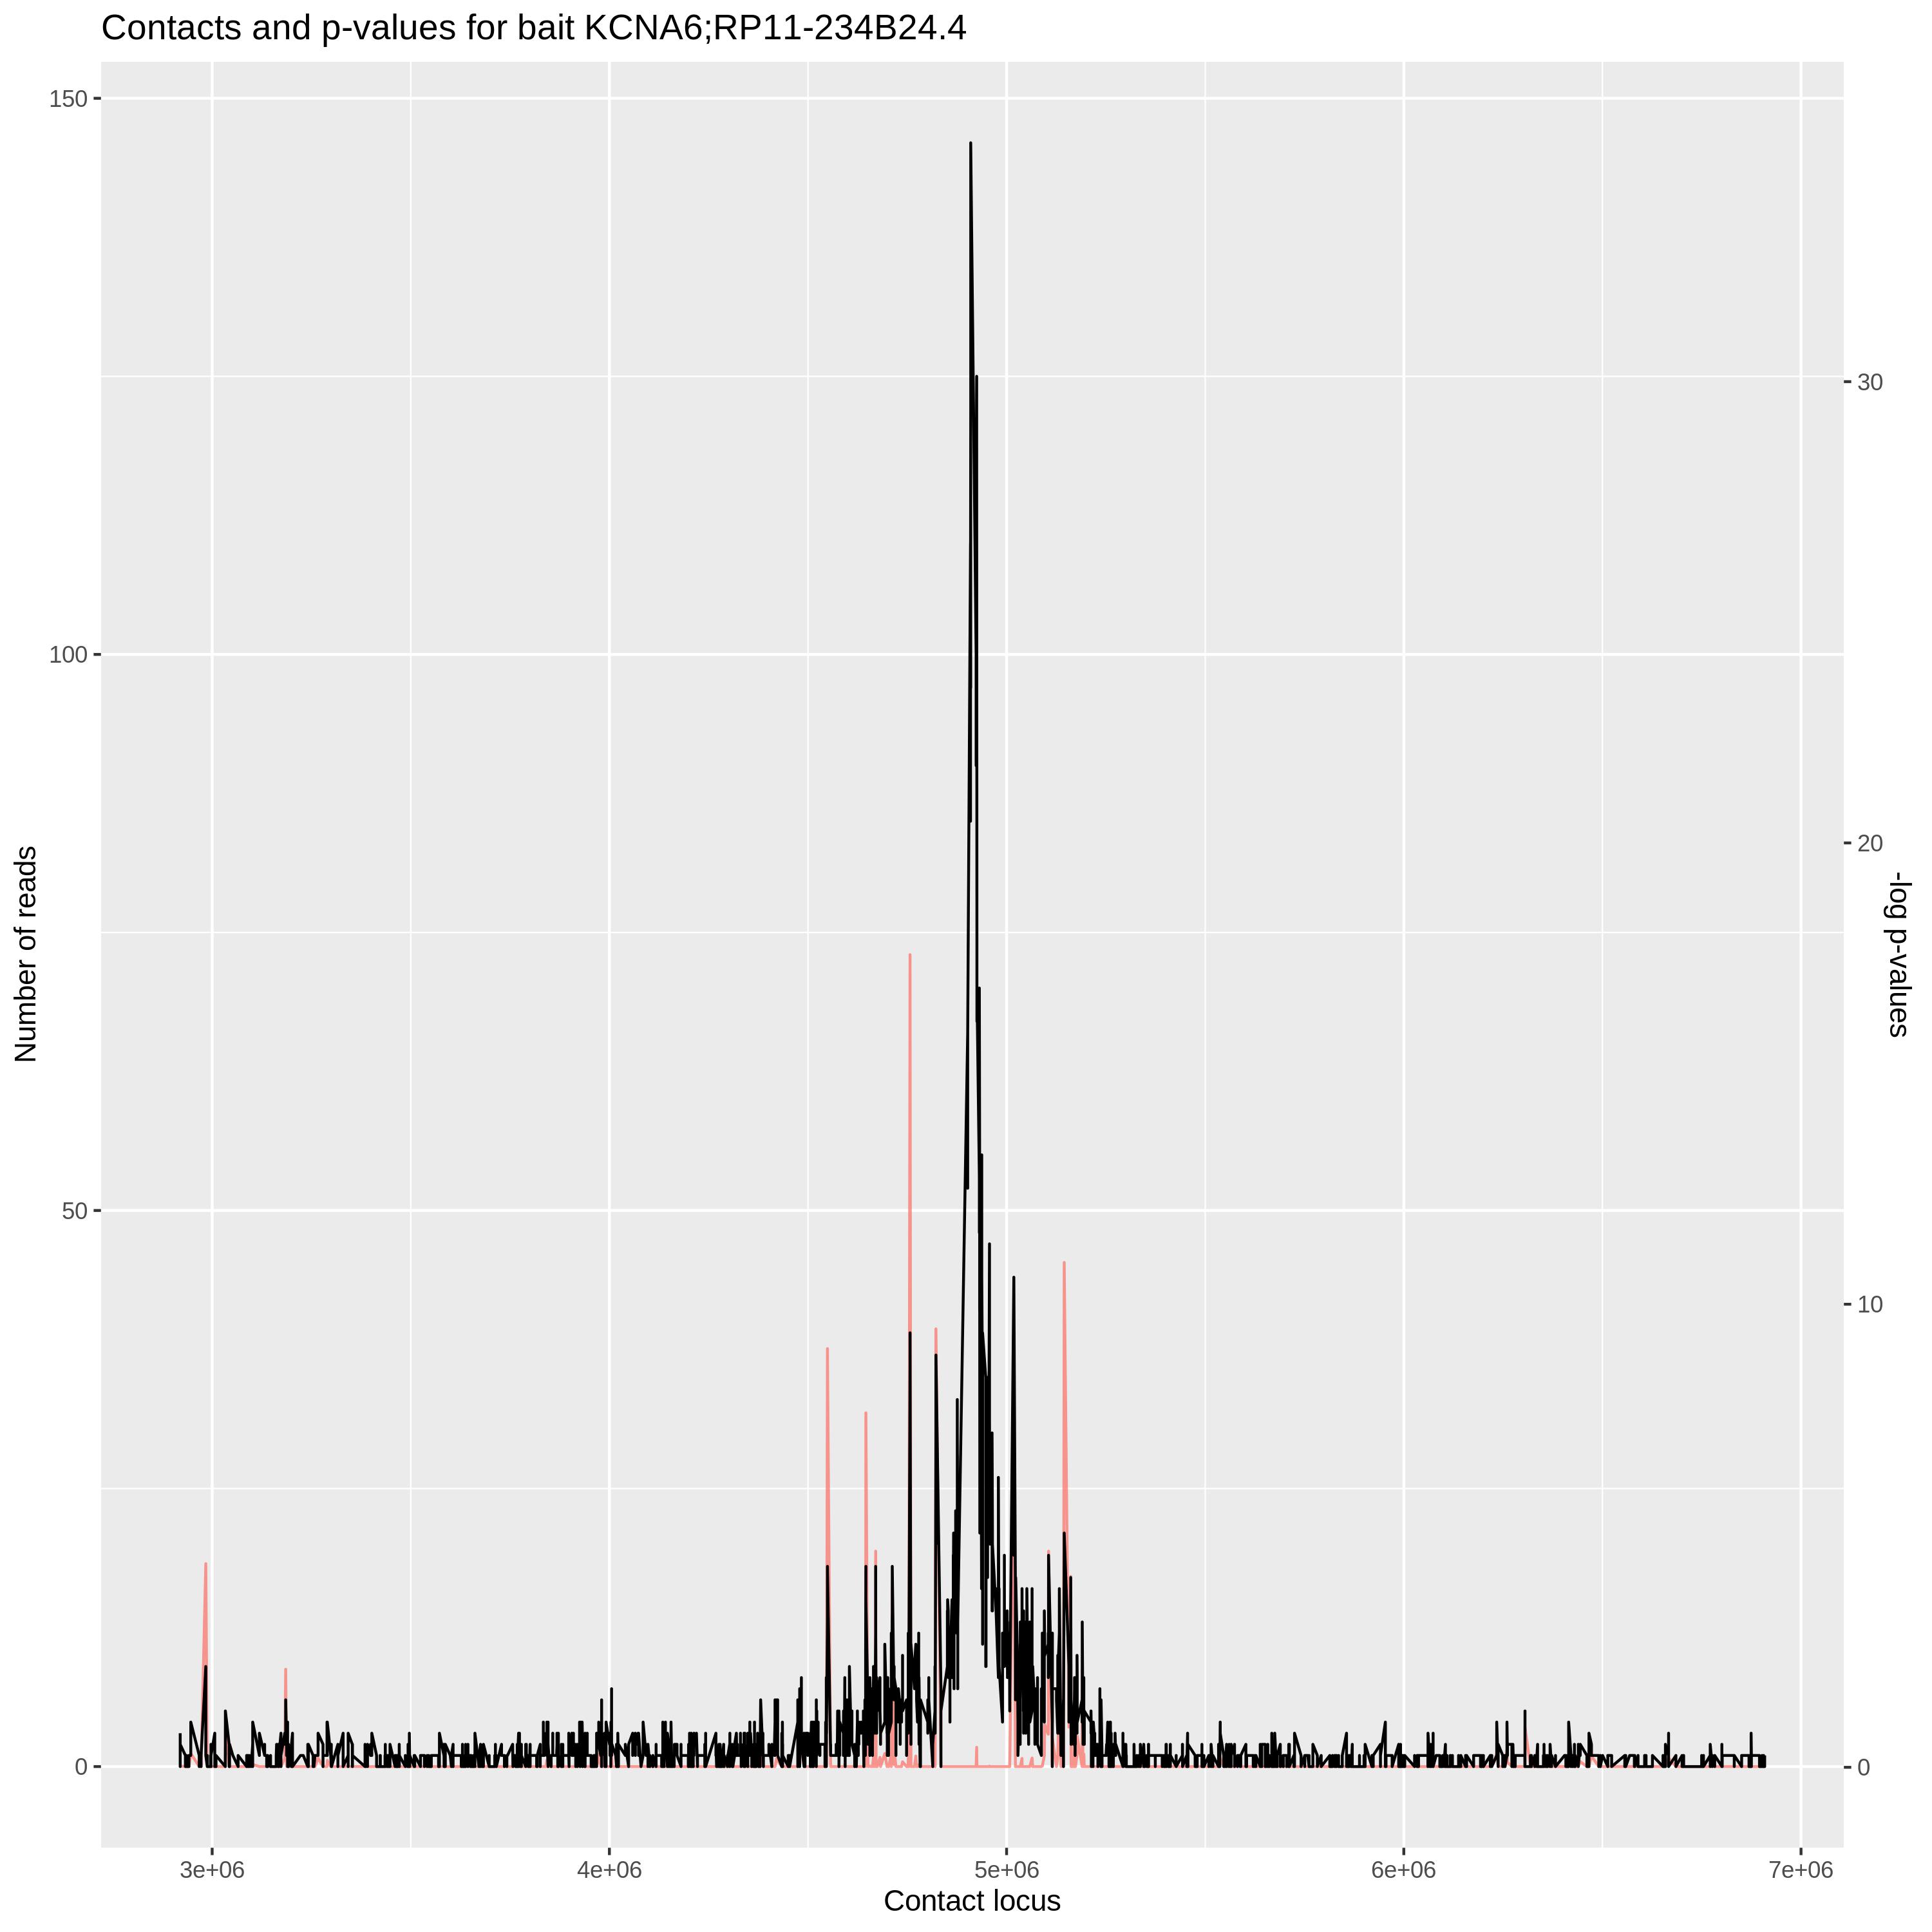 Contacts and p-values for bait KCNA6;RP11-234B24.4
150
100
50
0
Number of reads
30
20
10
0
-log p-values
3e+06
4e+06
5e+06
6e+06
7e+06
Contact locus